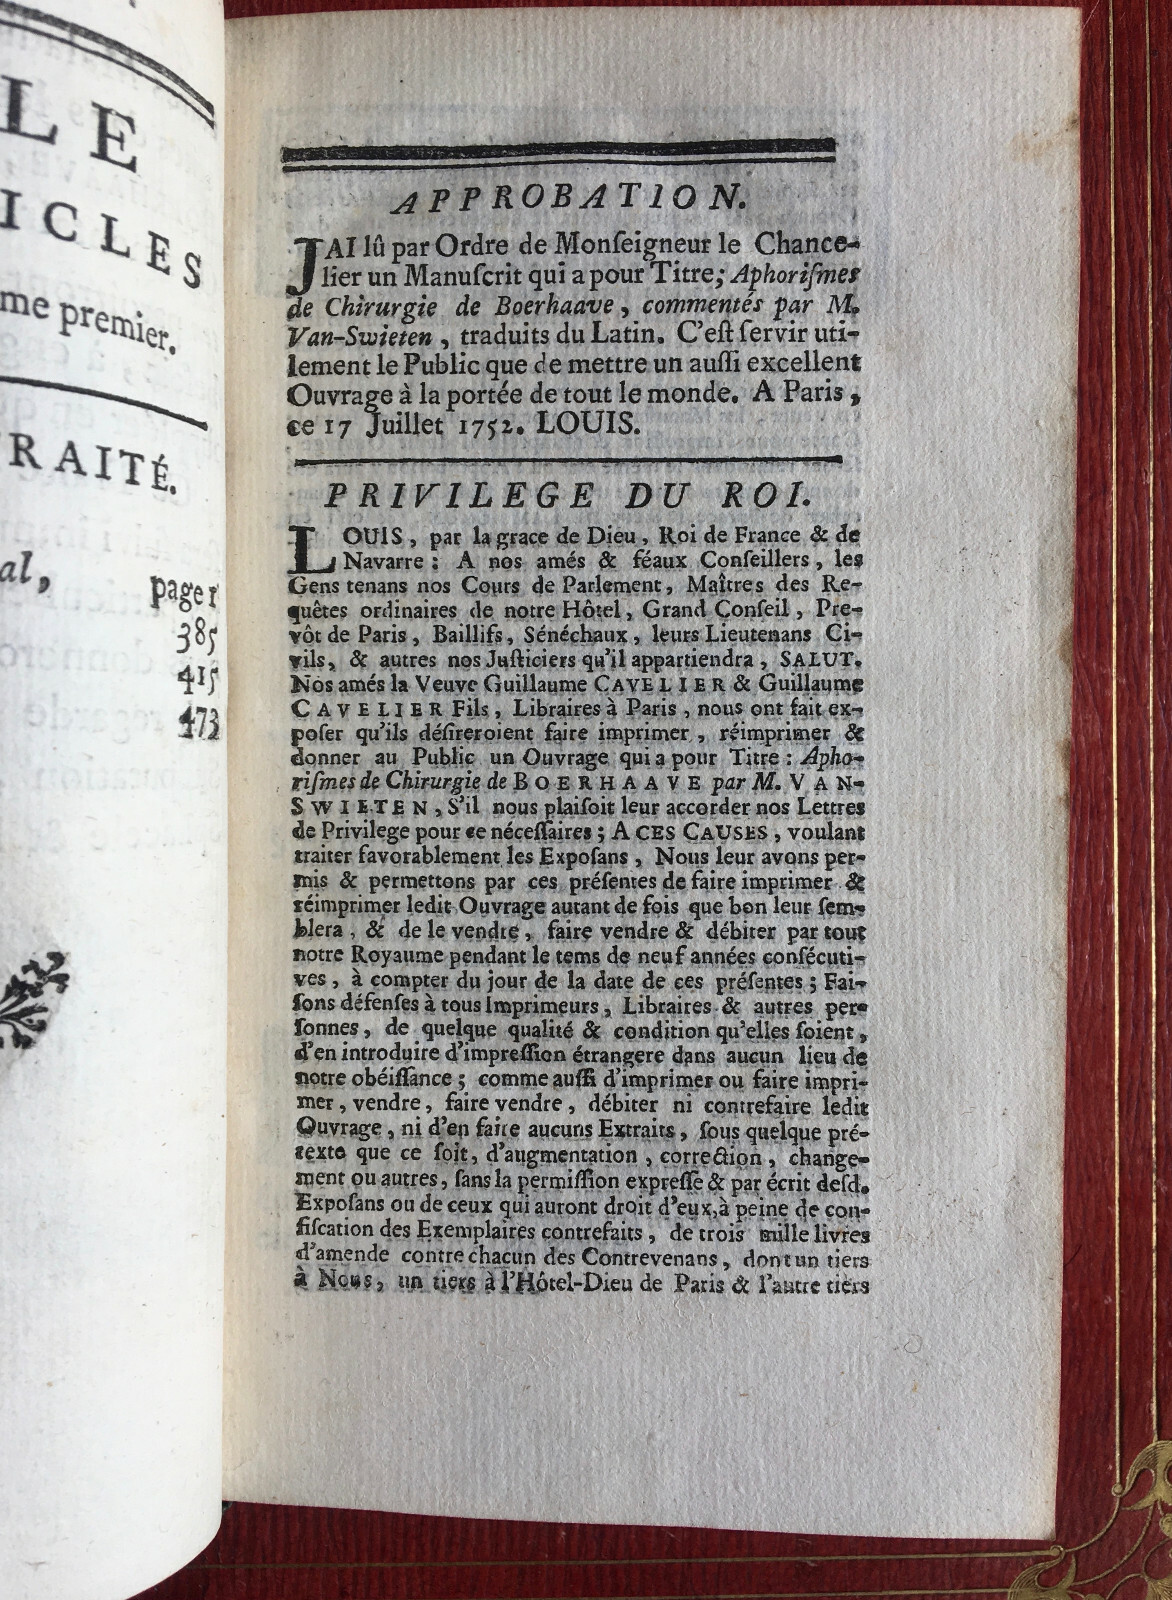 LE
ICLES
me premier.
RAITÉ.
al, page 1
385
415
473
APPROBATION.
JAI lû par Ordre de Monſeigneur le Chance-
lier un Manuſcrit qui a pour Titre; Aphoriſmes
de Chirurgie de Boerhaave, commentés par M.
Van-Swieten, traduits du Latin. C'eſt ſervir uti-
lement le Public que de mettre un auſſi excellent
Ouvrage à la portée de tout le monde. A Paris,
ce 17 Juillet 1752. LOUIS.
PRIVILEGE DU ROI.
LOUIS, par la grace de Dieu, Roi de France & de
Navarre: A nos amés & féaux Conſeillers, les
Gens tenans nos Cours de Parlement, Maîtres des Re-
quêtes ordinaires de notre Hôtel, Grand Conſeil, Pre-
vôt de Paris, Baillifs, Sénéchaux, leurs Lieutenans Ci-
vils, & autres nos Juſticiers qu'il appartiendra, SALUT.
Nos amés la Veuve Guillaume CAVELIER & Guillaume
CAVELIER Fils, Libraires à Paris, nous ont fait ex-
poſer qu'ils déſireroient faire imprimer, réimprimer &
donner au Public un Ouvrage qui a pour Titre: Apho-
riſmes de Chirurgie de BOERHAAVE par M. VAN-
SWIETEN, S'il nous plaiſoit leur accorder nos Lettres
de Privilege pour ce néceſſaires; A CES CAUSES, voulant
traiter favorablement les Expoſans, Nous leur avons per-
mis & permettons par ces préſentes de faire imprimer &
réimprimer ledit Ouvrage autant de fois que bon leur ſem-
blera, & de le vendre, faire vendre & débiter par tout
notre Royaume pendant le tems de neuf années conſécuti-
ves, à compter du jour de la date de ces préſentes; Fai-
ſons défenſes à tous Imprimeurs, Libraires & autres per-
ſonnes, de quelque qualité & condition qu'elles ſoient,
d'en introduire d'impreſſion étrangere dans aucun lieu de
notre obéiſſance; comme auſſi d'imprimer ou faire impri-
mer, vendre, faire vendre, débiter ni contrefaire ledit
Ouvrage, ni d'en faire aucuns Extraits, ſous quelque pré-
texte que ce ſoit, d'augmentation, correction, change-
ment ou autres, ſans la permiſſion expreſſe & par écrit deſd.
Expoſans ou de ceux qui auront droit d'eux, à peine de con-
fiſcation des Exemplaires contrefaits, de trois mille livres
d'amende contre chacun des Contrevenans, dont un tiers
à Nous, un tiers à l'Hôtel-Dieu de Paris & l'autre tiers